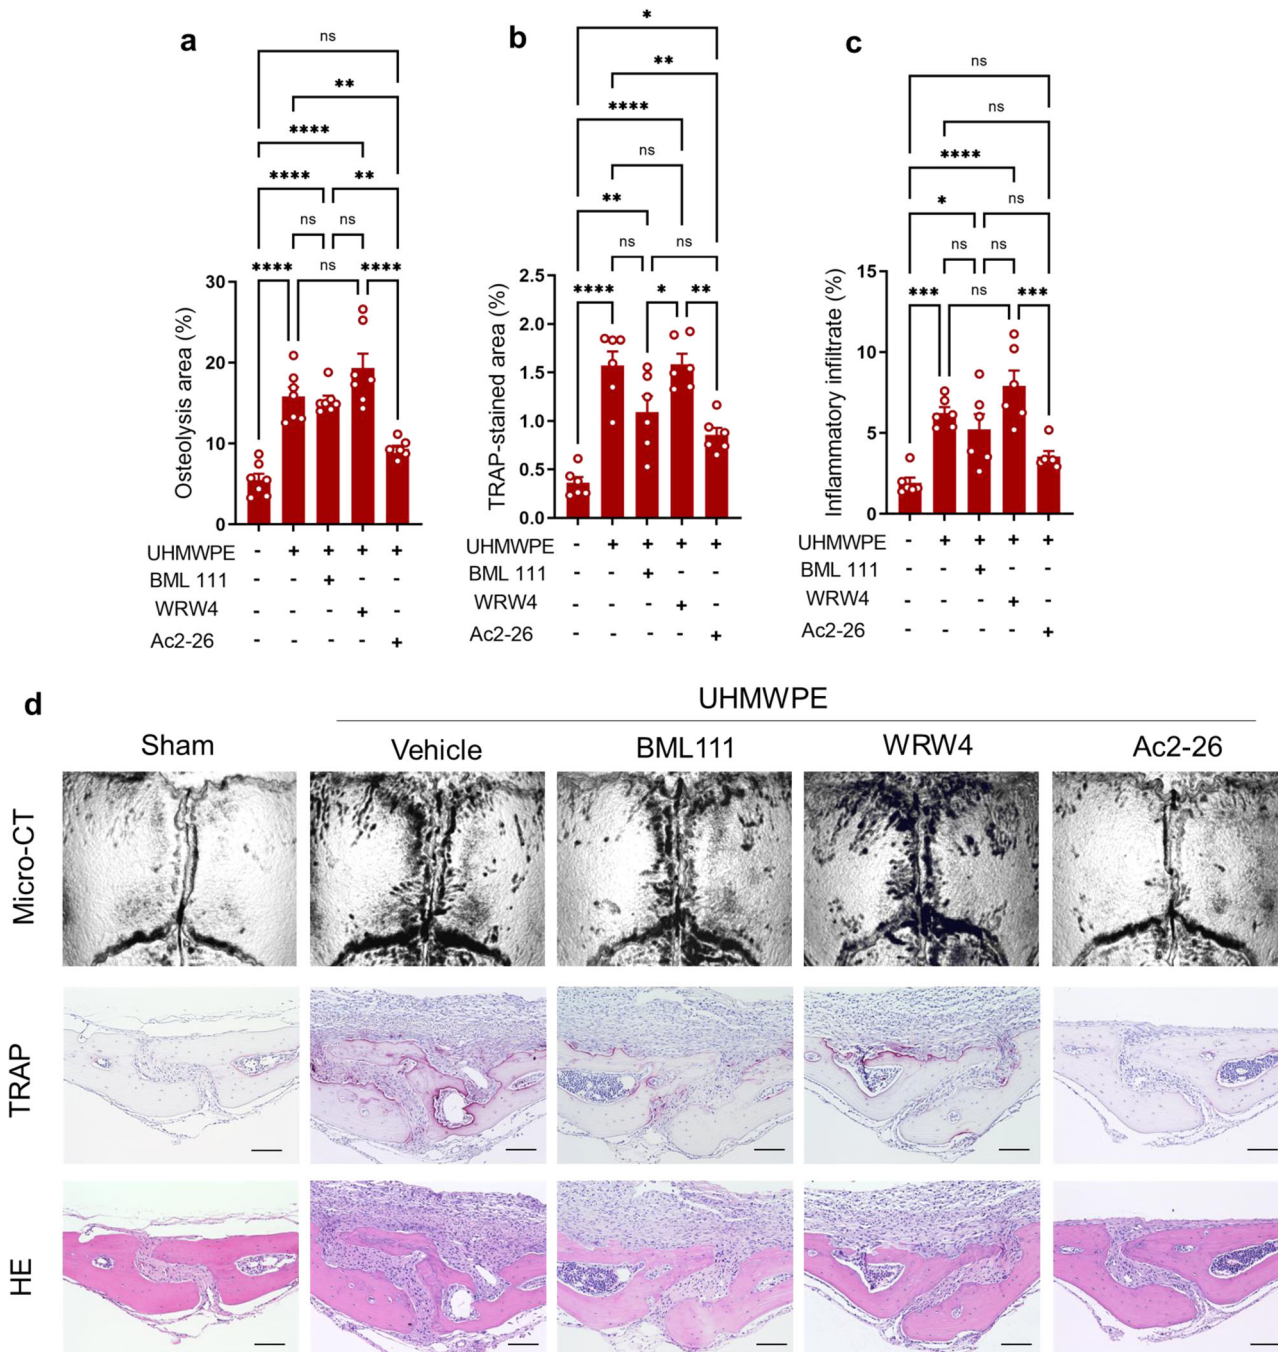 a
ns
**
****
**** **
ns ns
**** ns ****
Osteolysis area (%)
30
20
10
0
UHMWPE - + + + +
BML 111 - - + - -
WRW4 - - - + -
Ac2-26 - - - - +
b
*
**
****
ns
**
ns ns
**** * **
TRAP-stained area (%)
2.5
2.0
1.5
1.0
0.5
0.0
UHMWPE - + + + +
BML 111 - - + - -
WRW4 - - - + -
Ac2-26 - - - - +
c
ns
ns
****
* ns
ns ns
*** ns ***
Inflammatory infiltrate (%)
15
10
5
0
UHMWPE - + + + +
BML 111 - - + - -
WRW4 - - - + -
Ac2-26 - - - - +
d
UHMWPE
Sham Vehicle BML111 WRW4 Ac2-26
Micro-CT
TRAP
HE